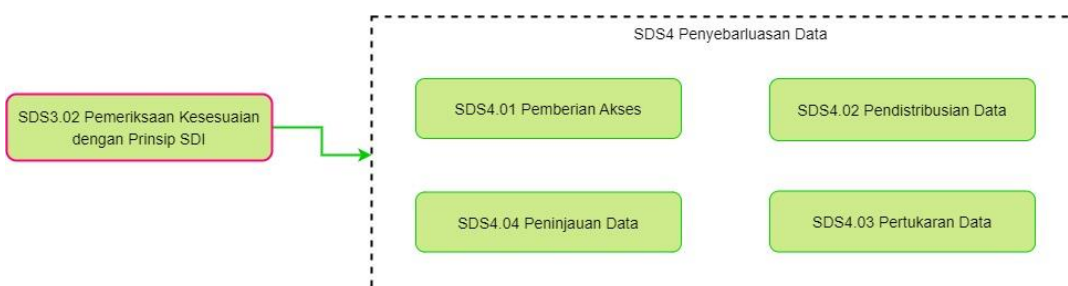 SDS4 Penyebarluasan Data
SDS3.02 Pemeriksaan Kesesuaian
dengan Prinsip SDI
SDS4.01 Pemberian Akses
SDS4.02 Pendistribusian Data
SDS4.04 Peninjauan Data
SDS4.03 Pertukaran Data